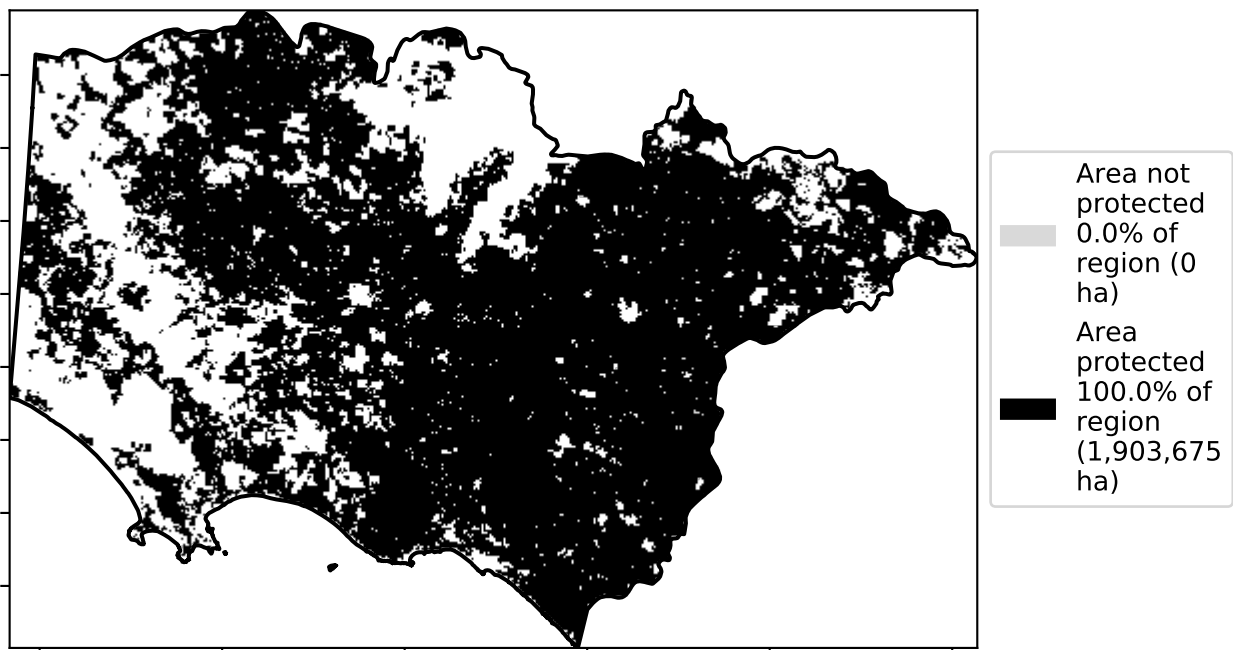 Area not
protected
0.0% of
region (0
ha)
Area
protected
100.0% of
region
(1,903,675
ha)